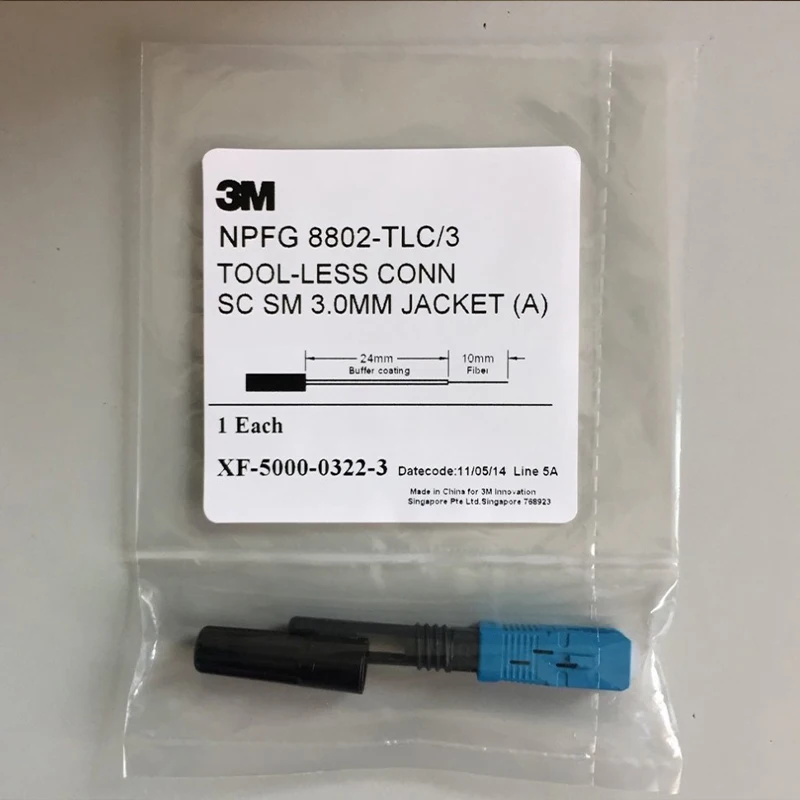 3M
NPFG 8802-TLC/3
TOOL-LESS CONN
SC SM 3.0MM JACKET (A)
24mm 10mm
Buffer coating Fiber
1 Each
XF-5000-0322-3 Datecode:11/05/14 Line 5A
Made in China for 3M Innovation
Singapore Pte Ltd.Singapore 768923